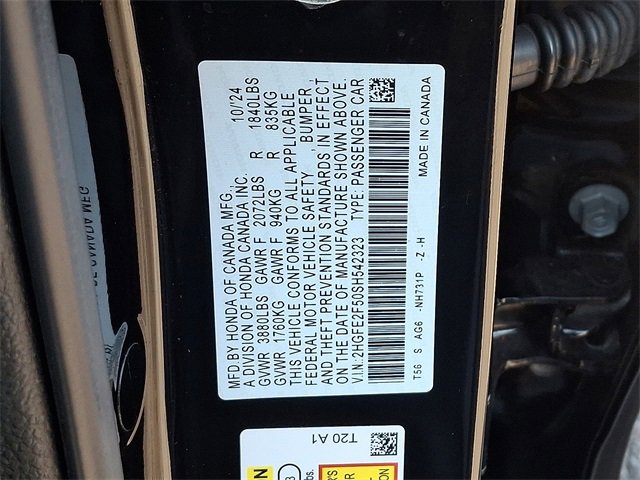 MFD.BY HONDA OF CANADA MFG., 10/'24
A DIVISION OF HONDA CANADA INC.
GVWR 3880LBS GAWR F 2072LBS R 1840LBS
GVWR 1760KG GAWR F 940KG R 835KG
THIS VEHICLE CONFORMS TO ALL APPLICABLE
FEDERAL MOTOR VEHICLE SAFETY , BUMPER,
AND THEFT PREVENTION STANDARDS IN EFFECT
ON THE DATE OF MANUFACTURE SHOWN ABOVE.
V.I.N.: 2HGFE2F50SH542323 TYPE: PASSENGER CAR
T56 S AG6 -NH731P -Z -H MADE IN CANADA
T20 A1